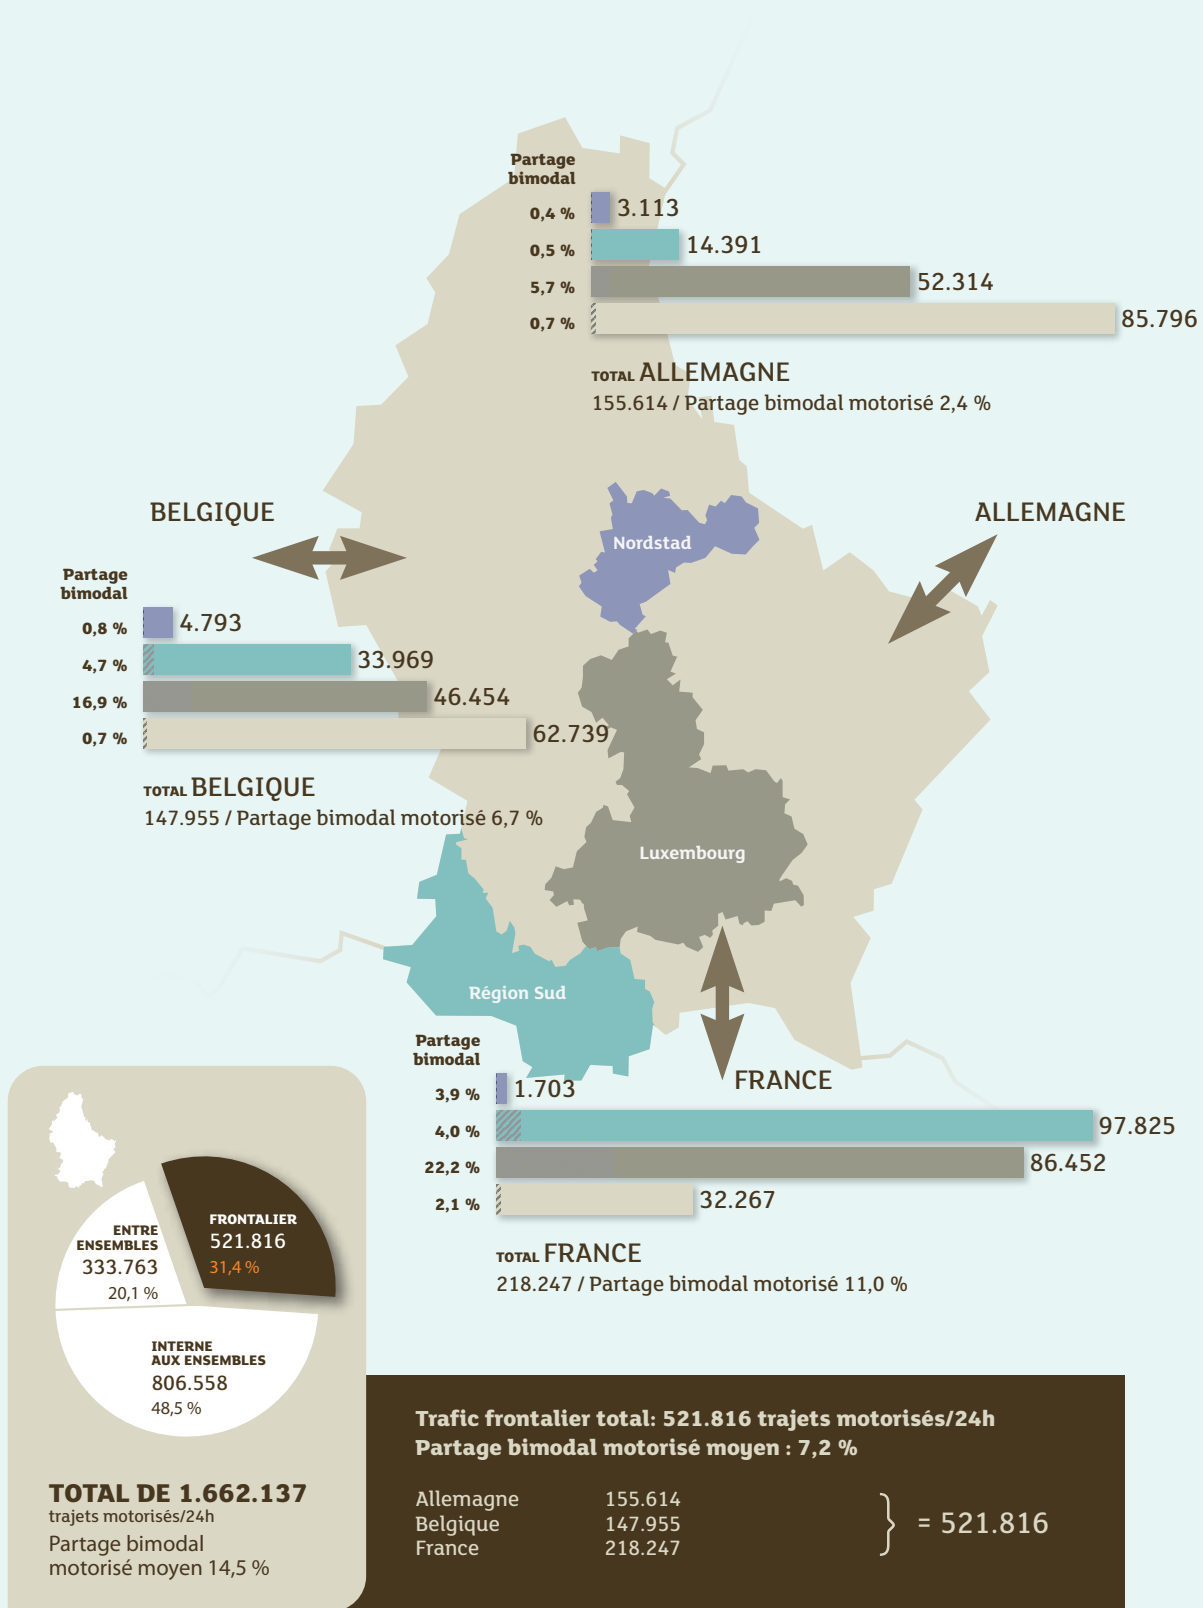 Partage
bimodal
0,4 % 3.113
0,5 % 14.391
5,7 % 52.314
0,7 % 85.796
TOTAL ALLEMAGNE
155.614 / Partage bimodal motorisé 2,4 %
BELGIQUE
ALLEMAGNE
Nordstad
Partage
bimodal
0,8 % 4.793
4,7 % 33.969
16,9 % 46.454
0,7 % 62.739
TOTAL BELGIQUE
147.955 / Partage bimodal motorisé 6,7 %
Luxembourg
Région Sud
Partage
bimodal
FRANCE
3,9 % 1.703
4,0 % 97.825
22,2 % 86.452
2,1 % 32.267
TOTAL FRANCE
218.247 / Partage bimodal motorisé 11,0 %
FRONTALIER
521.816
31,4 %
ENTRE
ENSEMBLES
333.763
20,1 %
INTERNE
AUX ENSEMBLES
806.558
48,5 %
TOTAL DE 1.662.137
trajets motorisés/24h
Partage bimodal
motorisé moyen 14,5 %
Trafic frontalier total: 521.816 trajets motorisés/24h
Partage bimodal motorisé moyen : 7,2 %
Allemagne 155.614
Belgique 147.955
France 218.247
= 521.816